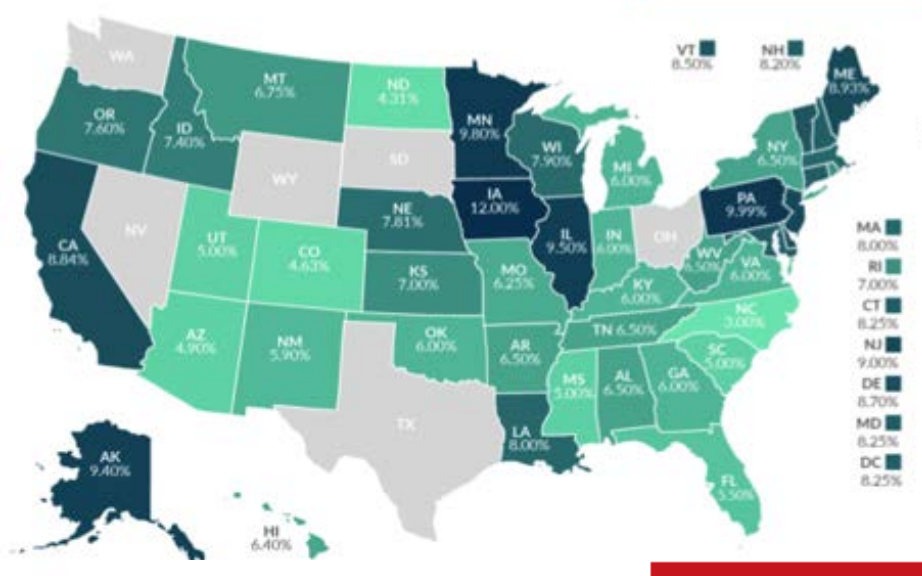 WA
MT
6.75%
ND
4.31%
OR
7.60%
ID
7.40%
MN
9.80%
SD
WY
WI
7.90%
MI
6.00%
VT
8.50%
NH
8.20%
ME
8.93%
NY
6.50%
CA
8.84%
NV
UT
5.00%
CO
4.63%
NE
7.81%
KS
7.00%
IA
12.00%
MO
6.25%
IL
9.50%
IN
6.00%
OH
PA
9.99%
WV
6.50%
VA
6.00%
KY
6.00%
TN 6.50%
NC
3.00%
SC
5.00%
AZ
4.90%
NM
5.90%
OK
6.00%
AR
6.50%
MS
5.00%
AL
6.50%
GA
6.00%
TX
LA
8.00%
FL
5.50%
AK
9.40%
HI
6.40%
MA
8.00%
RI
7.00%
CT
8.25%
NJ
9.00%
DE
8.70%
MD
8.25%
DC
8.25%